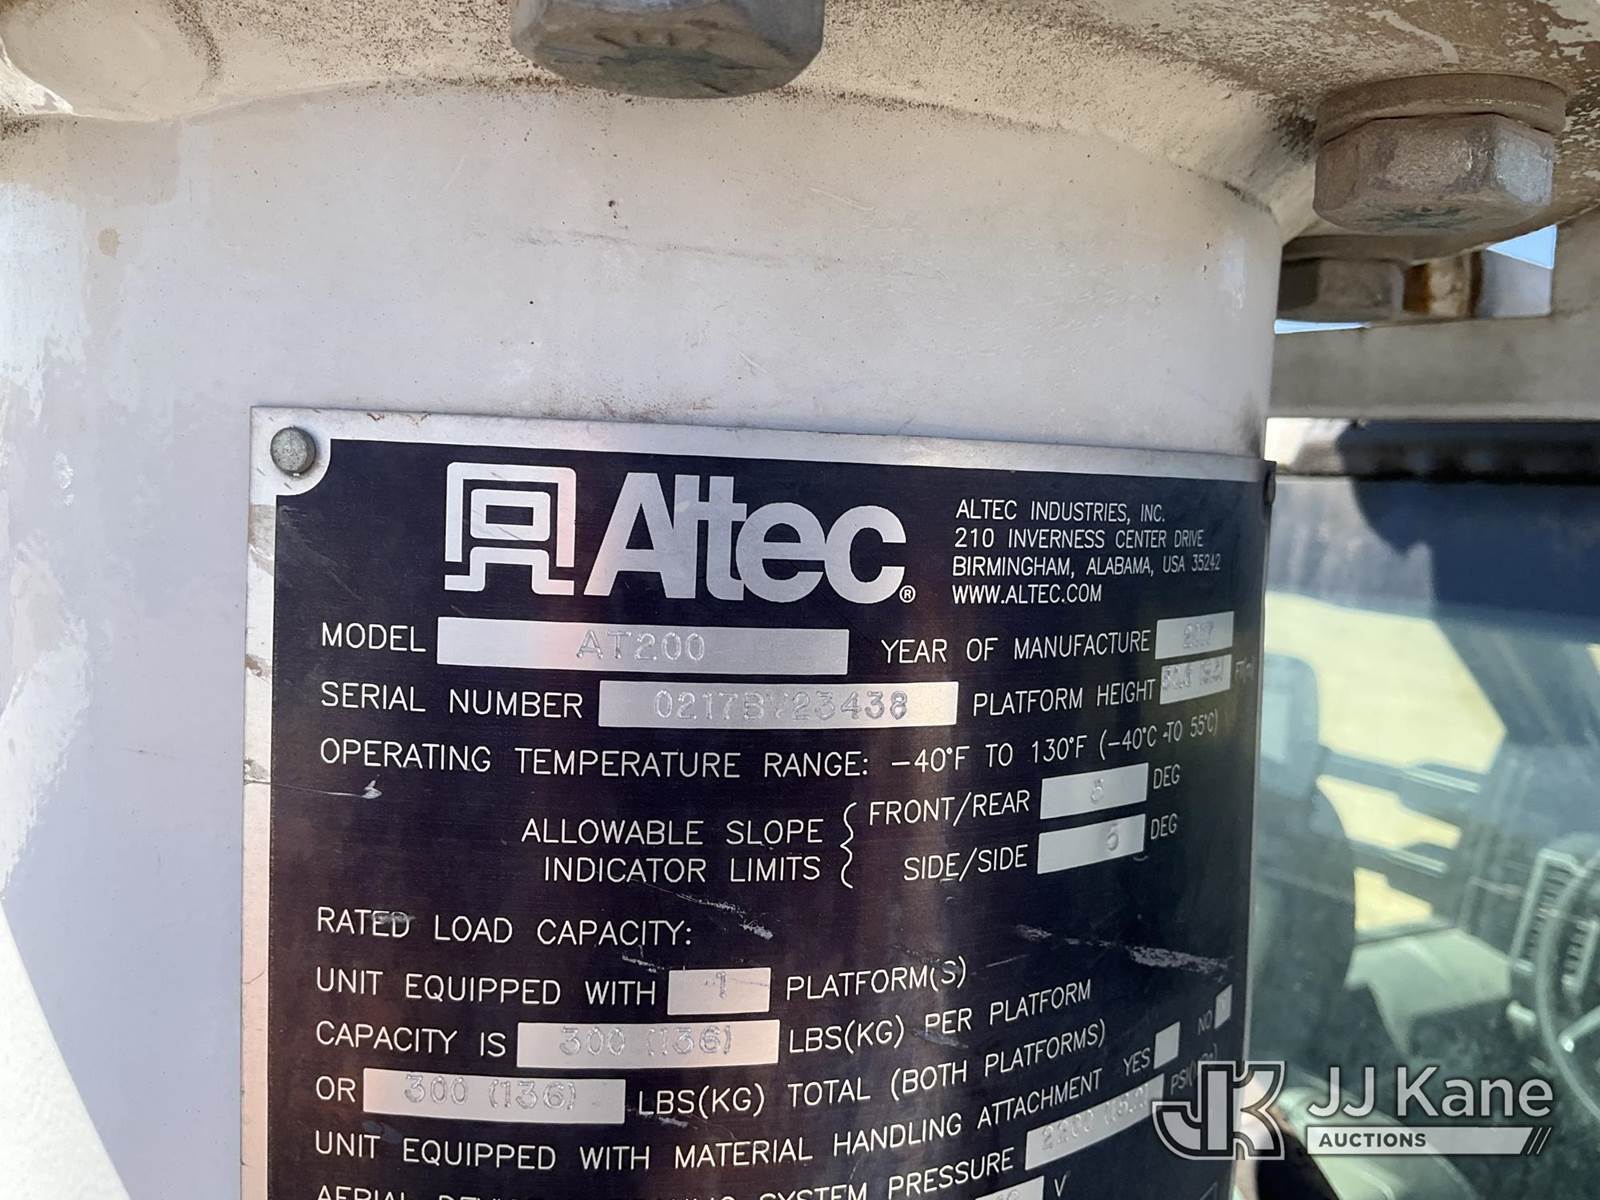 Altec®
ALTEC INDUSTRIES, INC.
210 INVERNESS CENTER DRIVE
BIRMINGHAM, ALABAMA, USA 35242
WWW.ALTEC.COM
MODEL AT200 YEAR OF MANUFACTURE 2017
SERIAL NUMBER 0217BV23438 PLATFORM HEIGHT
OPERATING TEMPERATURE RANGE: -40°F TO 130°F (-40°C TO 55°C)
ALLOWABLE SLOPE INDICATOR LIMITS
FRONT/REAR 5 DEG
SIDE/SIDE 5 DEG
RATED LOAD CAPACITY:
UNIT EQUIPPED WITH 1 PLATFORM(S)
CAPACITY IS 300 (136) LBS(KG) PER PLATFORM
OR 300 (136) LBS(KG) TOTAL (BOTH PLATFORMS)
UNIT EQUIPPED WITH MATERIAL HANDLING ATTACHMENT YES NO
SYSTEM PRESSURE PSI
V
JJ Kane
AUCTIONS